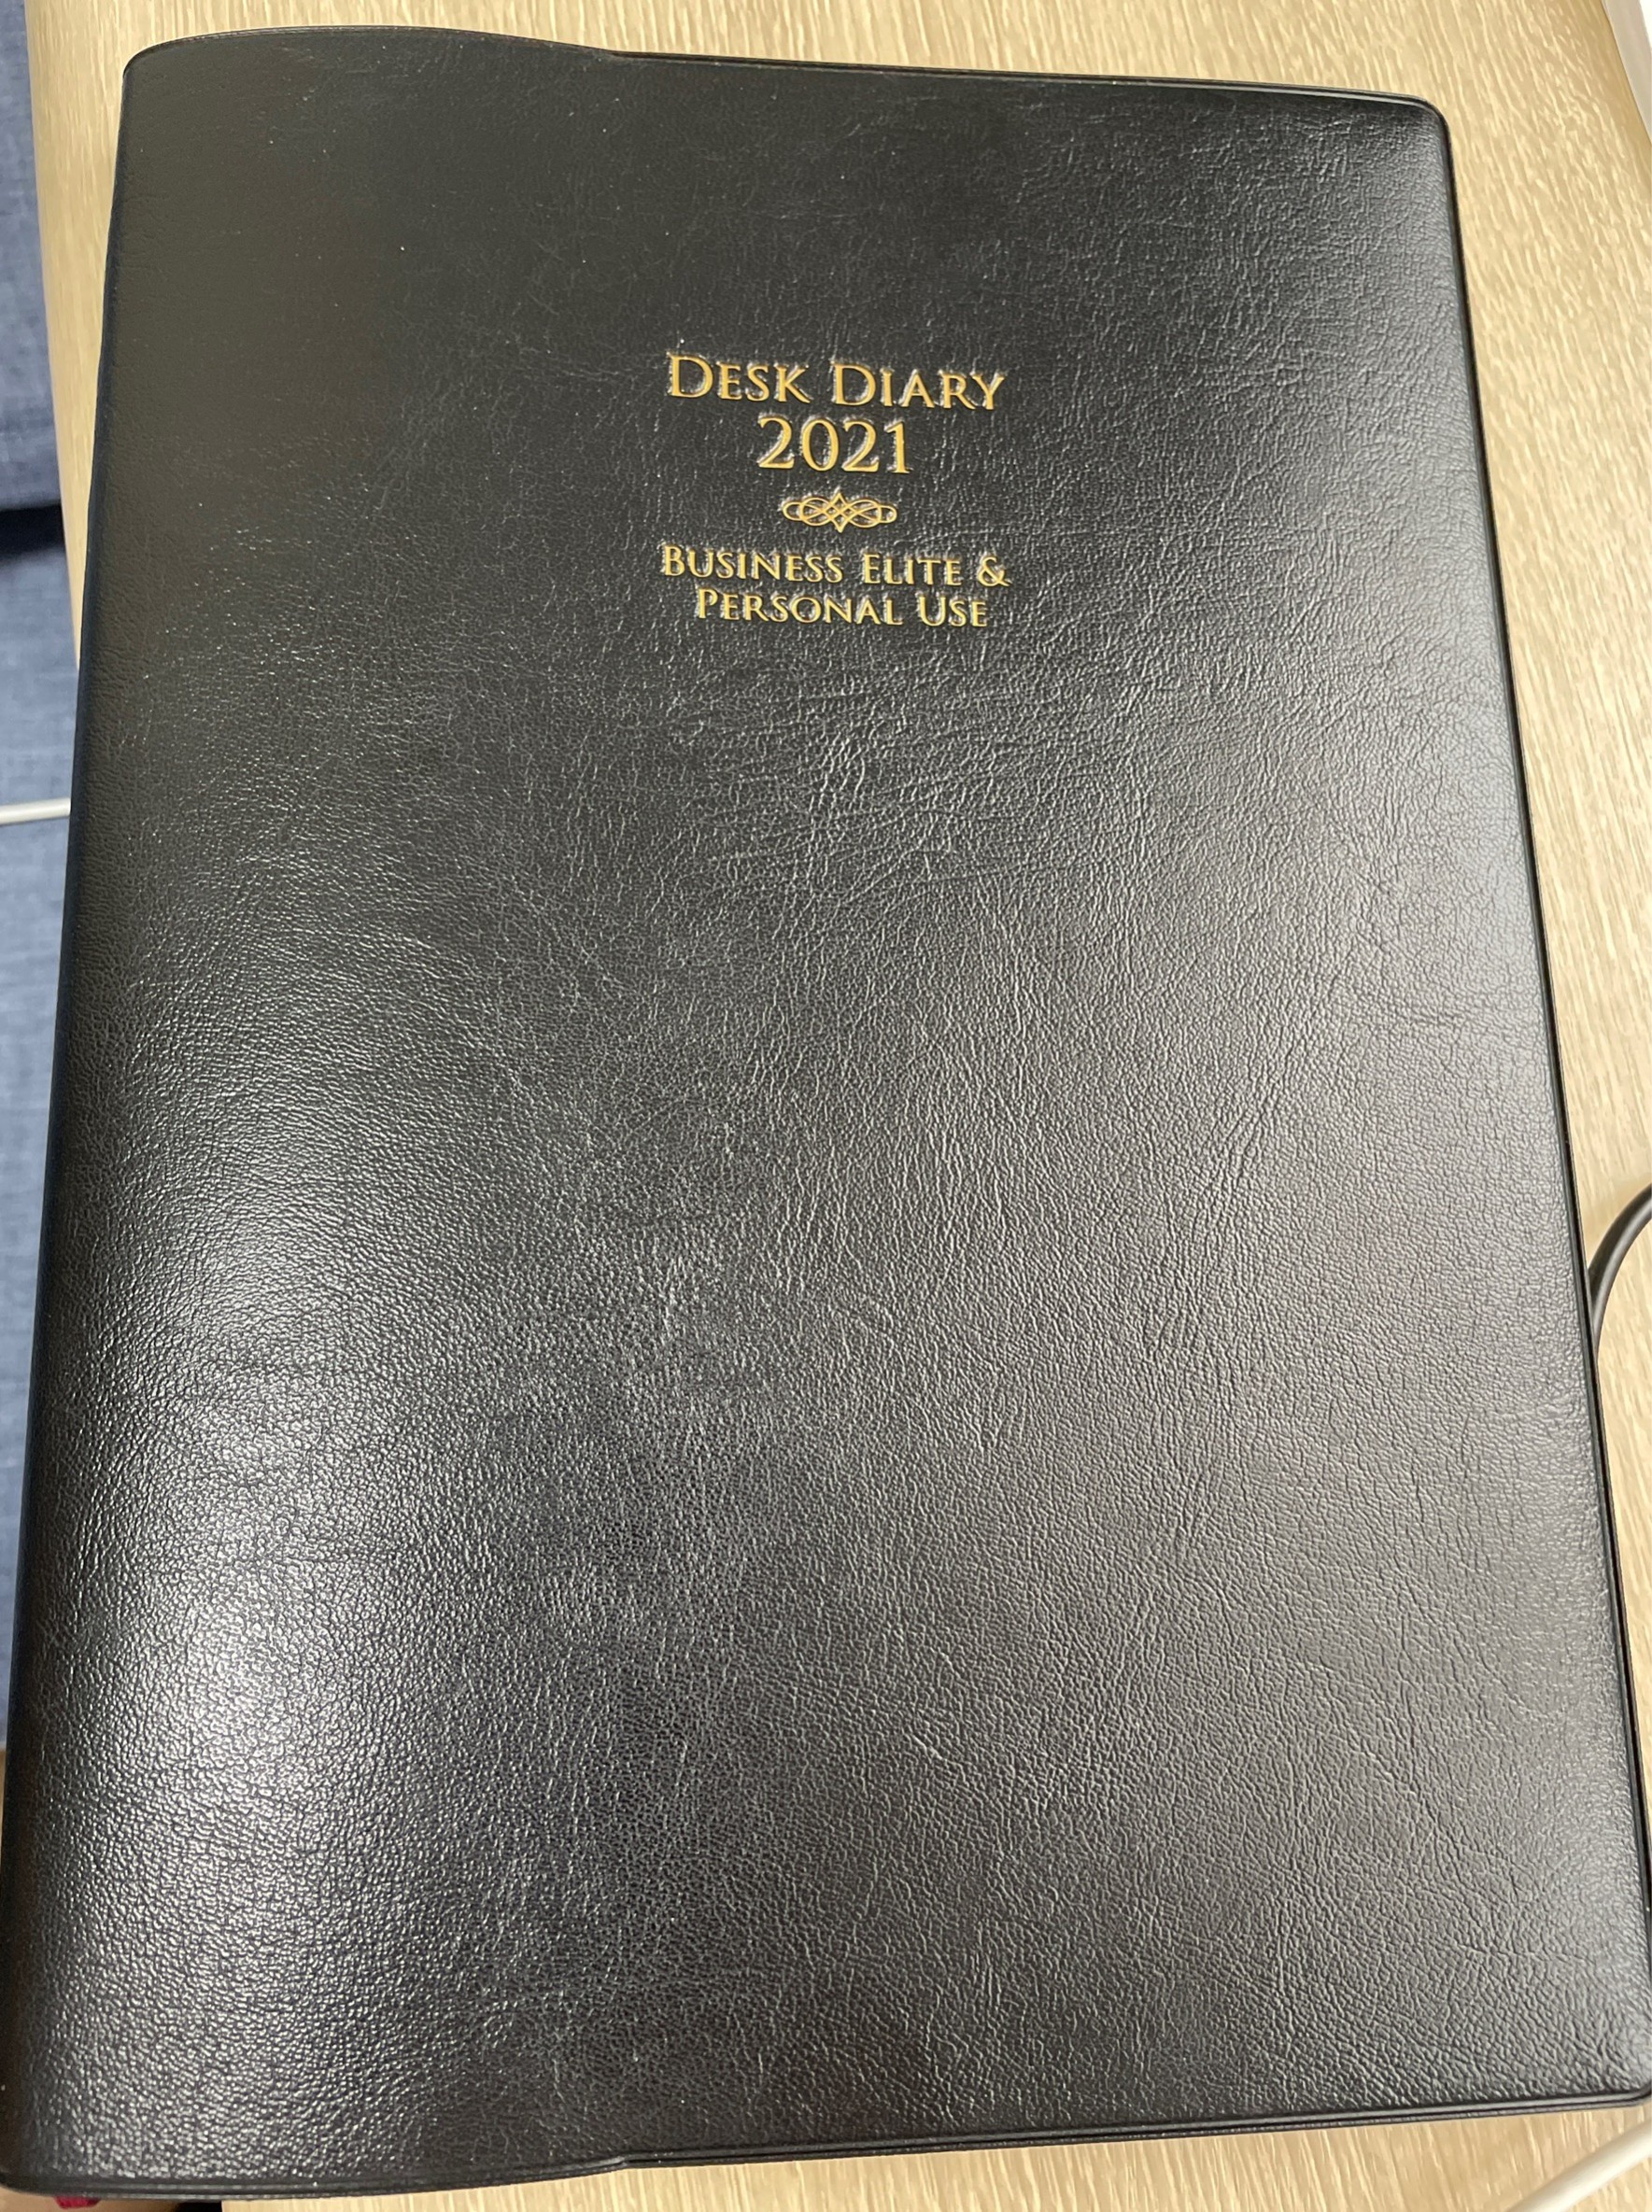 DESK DIARY
2021
BUSINESS ELITE &
PERSONAL USE